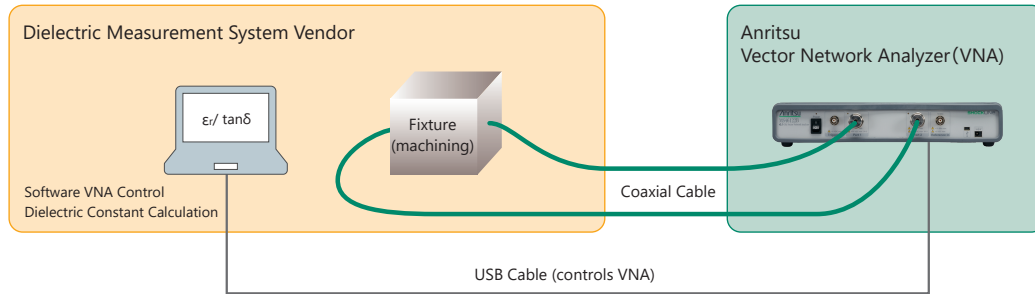 Dielectric Measurement System Vendor
εr/ tanδ
Software VNA Control
Dielectric Constant Calculation
Fixture
(machining)
Coaxial Cable
USB Cable (controls VNA)
Anritsu
Vector Network Analyzer(VNA)
Anritsu